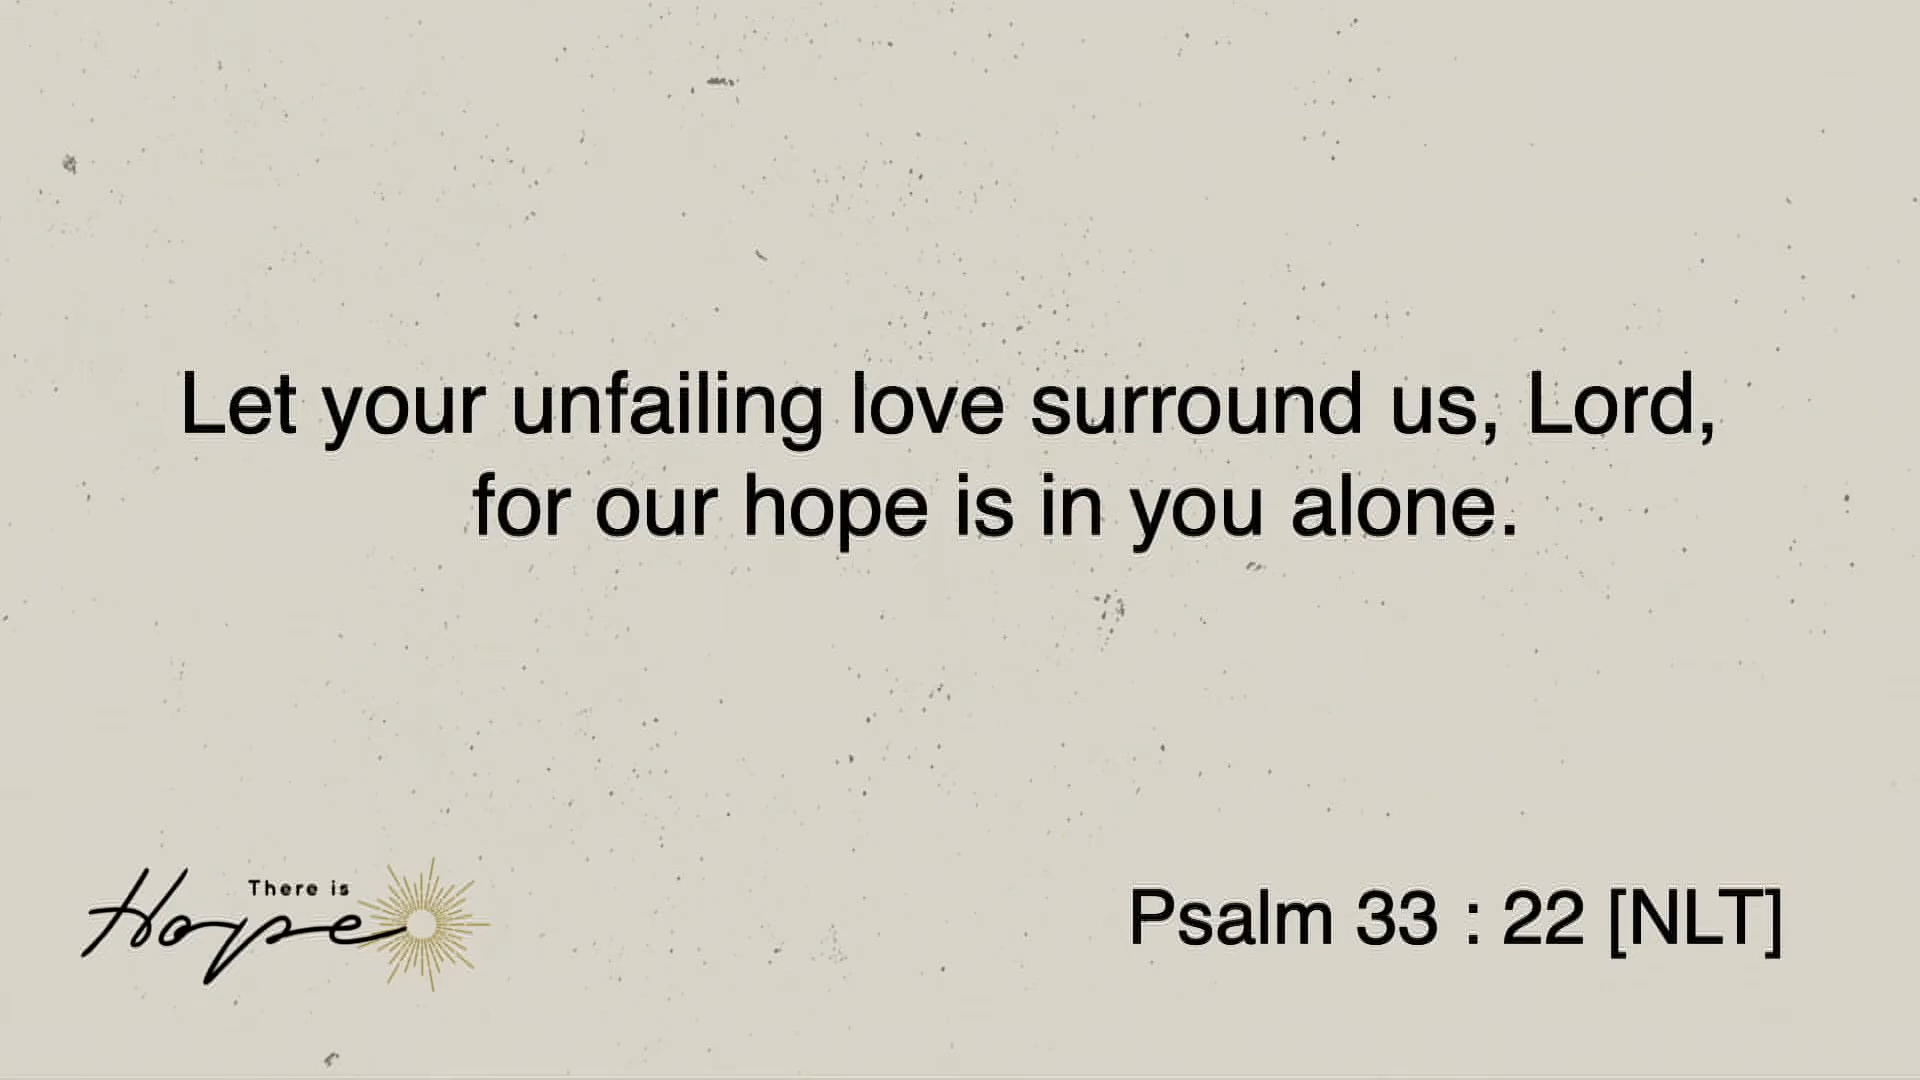 Let your unfailing love surround us, Lord,
for our hope is in you alone.
There is
Hope
Psalm 33 : 22 [NLT]